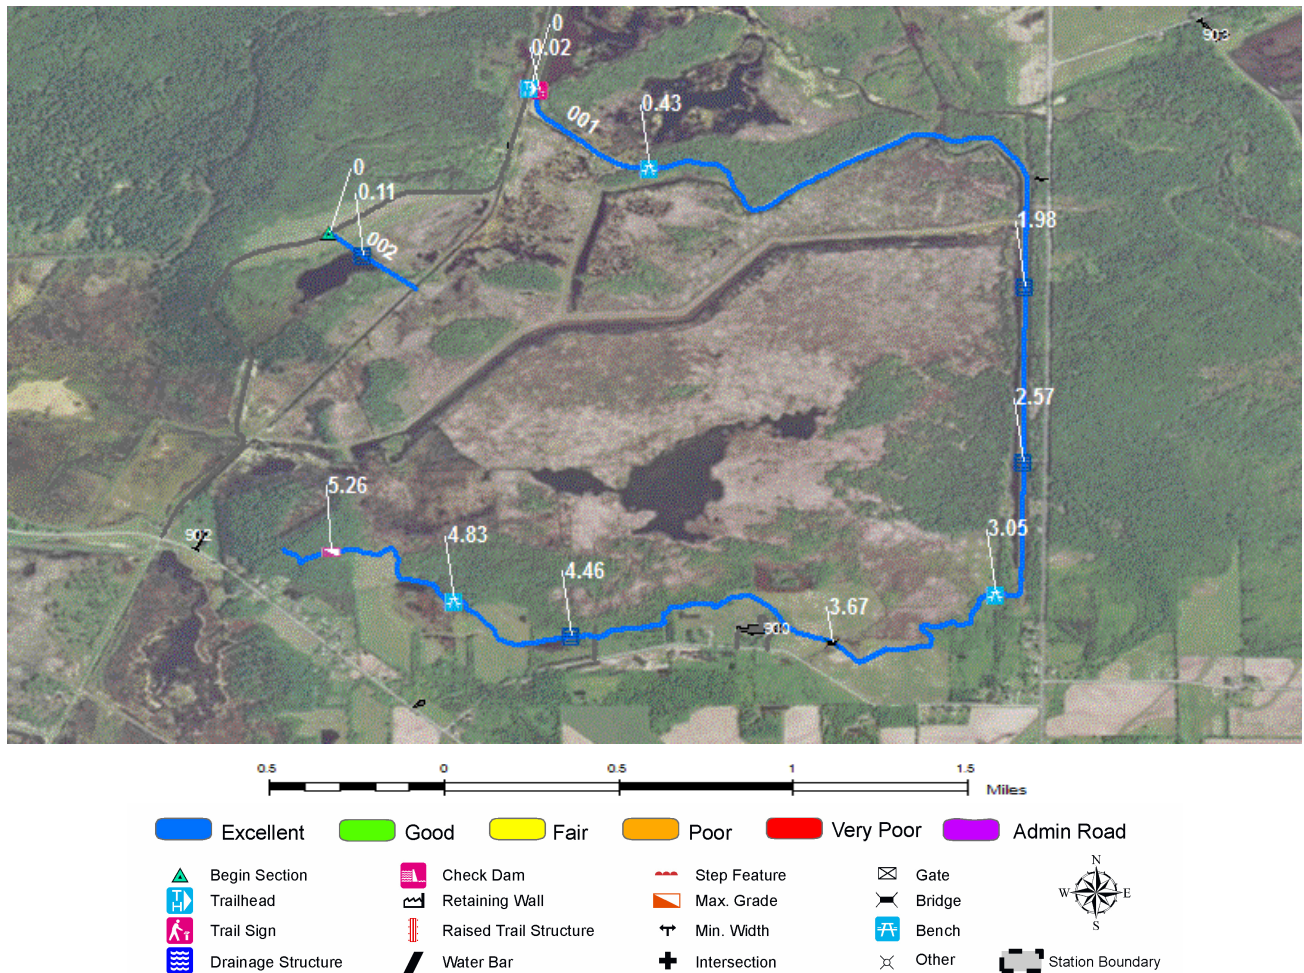 0
903
0.02
0.43
001
0
0.11
1.98
002
2.57
5.26
3.05
902
4.83
4.46
3.67
900
0.5 0 0.5 1 1.5
Miles
Excellent Good Fair Poor Very Poor Admin Road
Begin Section Check Dam Step Feature Gate N
Trailhead Retaining Wall Max. Grade Bridge W E
Trail Sign Raised Trail Structure Min. Width Bench S
Drainage Structure Water Bar Intersection Other Station Boundary